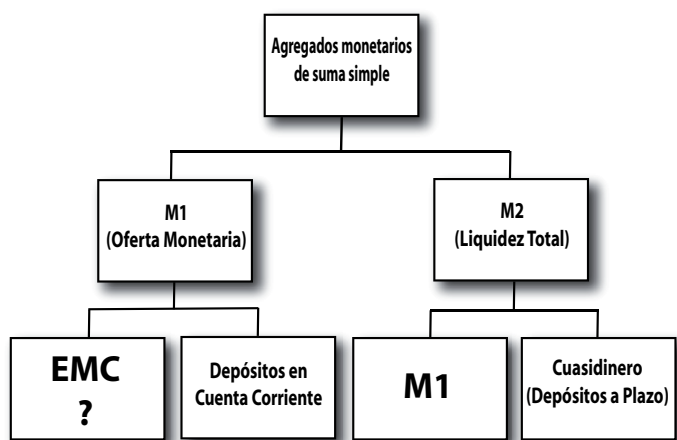 Agregados monetarios
de suma simple
M1
(Oferta Monetaria)
M2
(Liquidez Total)
EMC
?
Depósitos en
Cuenta Corriente
M1
Cuasidinero
(Depósitos a Plazo)